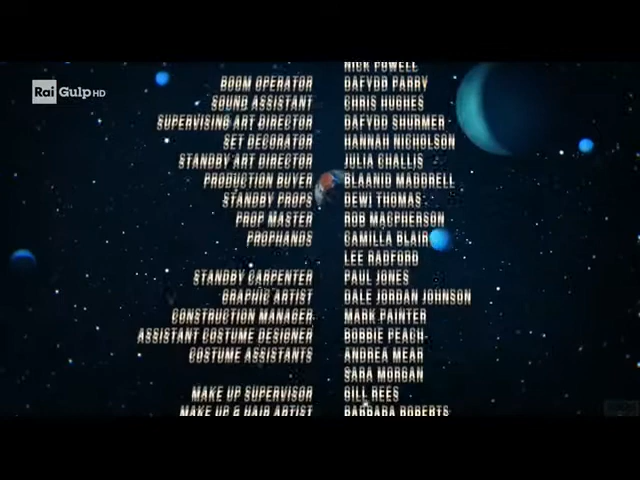 Rai Gulp HD
NICK POWELL
BOOM OPERATOR DAFYDD PARRY
SOUND ASSISTANT CHRIS HUGHES
SUPERVISING ART DIRECTOR DAFYDD SHURMER
SET DECORATOR HANNAH NICHOLSON
STANDBY ART DIRECTOR JULIA CHALLIS
PRODUCTION BUYER BLAANID MADDRELL
STANDBY PROPS DEWI THOMAS
PROP MASTER ROB MACPHERSON
PROPHANDS CAMILLA BLAIR
LEE RADFORD
STANDBY CARPENTER PAUL JONES
GRAPHIC ARTIST DALE JORDAN JOHNSON
CONSTRUCTION MANAGER MARK PAINTER
ASSISTANT COSTUME DESIGNER BOBBIE PEACH
COSTUME ASSISTANTS ANDREA MEAR
SARA MORGAN
MAKE UP SUPERVISOR GILL REES
MAKE UP & HAIR ARTIST BARBARA ROBERTS